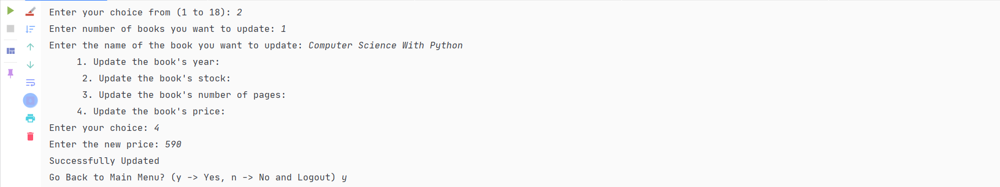 Enter your choice from (1 to 18): 2
Enter number of books you want to update: 1
Enter the name of the book you want to update: Computer Science With Python
1. Update the book's year:
2. Update the book's stock:
3. Update the book's number of pages:
4. Update the book's price:
Enter your choice: 4
Enter the new price: 590
Successfully Updated
Go Back to Main Menu? (y -> Yes, n -> No and Logout) y